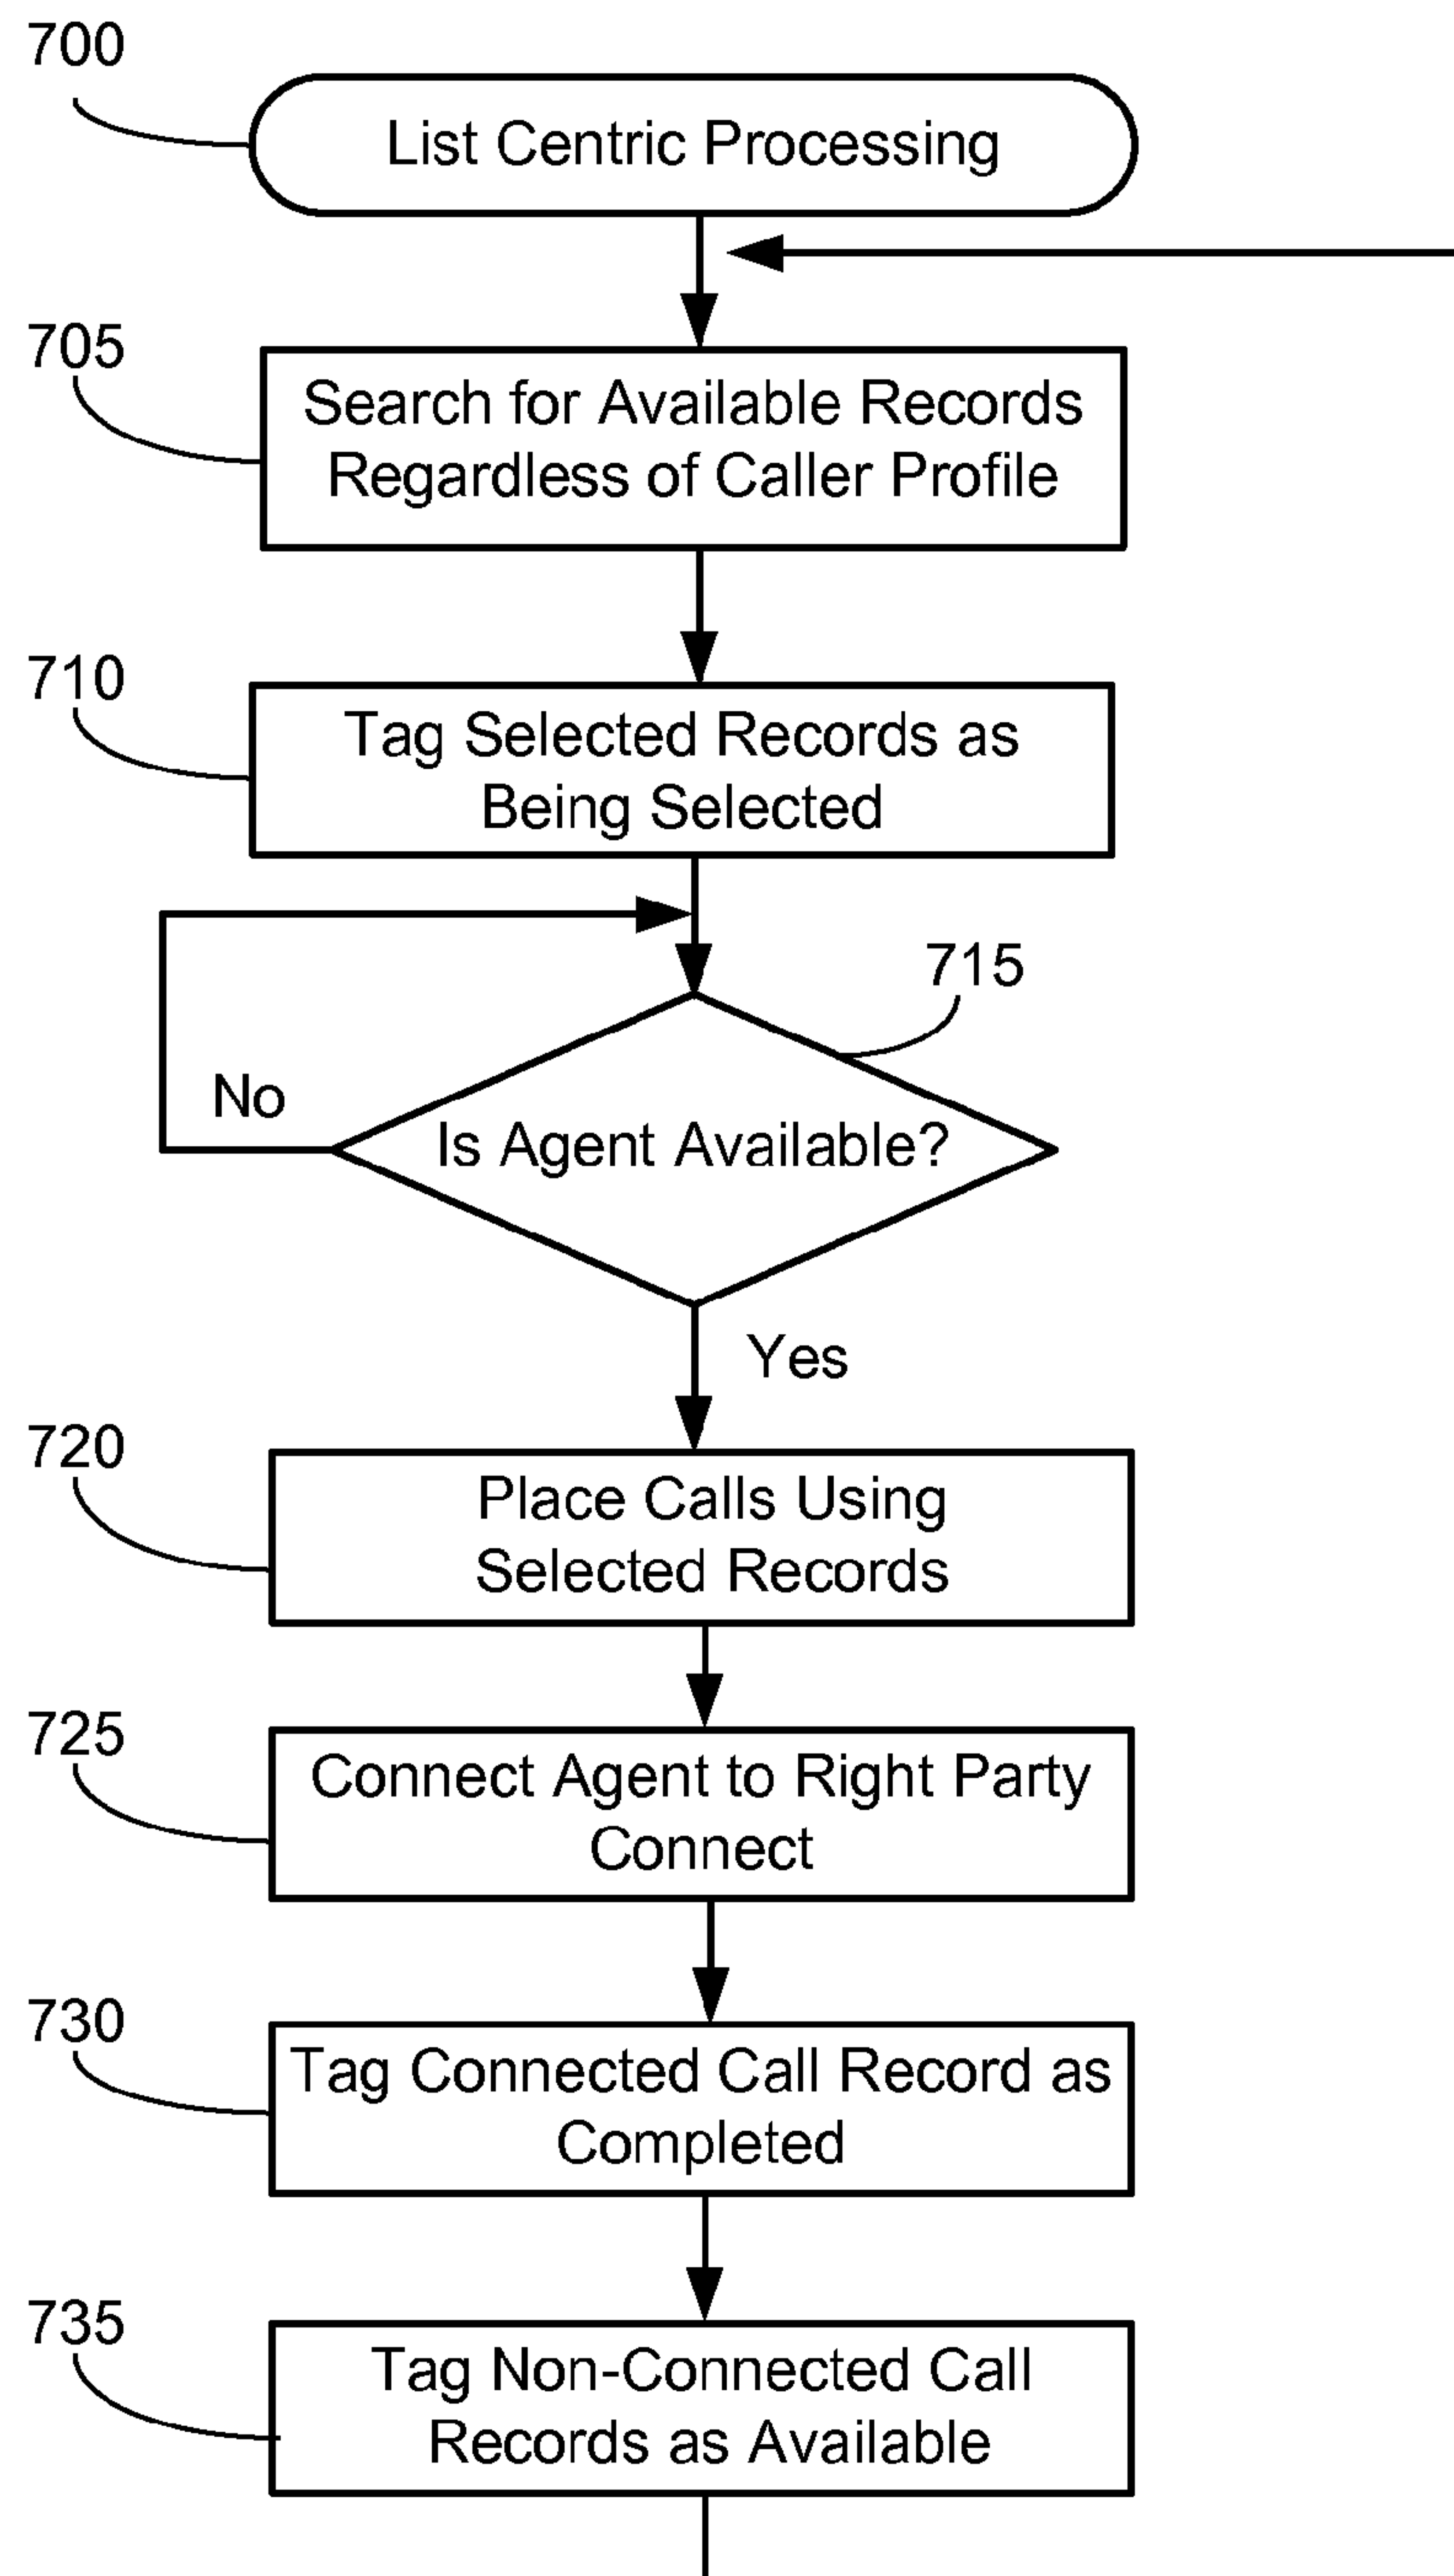 700
List Centric Processing
705
Search for Available Records
Regardless of Caller Profile
710
Tag Selected Records as
Being Selected
715
No
Is Agent Available?
Yes
720
Place Calls Using
Selected Records
725
Connect Agent to Right Party
Connect
730
Tag Connected Call Record as
Completed
735
Tag Non-Connected Call
Records as Available